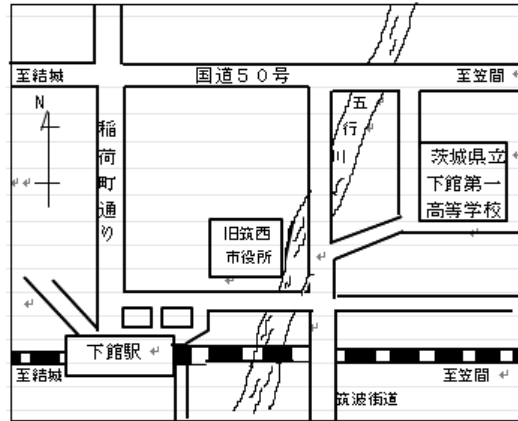 国道50号
至結城
至笠間
N
稲荷町通り
五行川
茨城県立
下館第一
高等学校
旧筑西
市役所
下館駅
至結城
至笠間
筑波街道